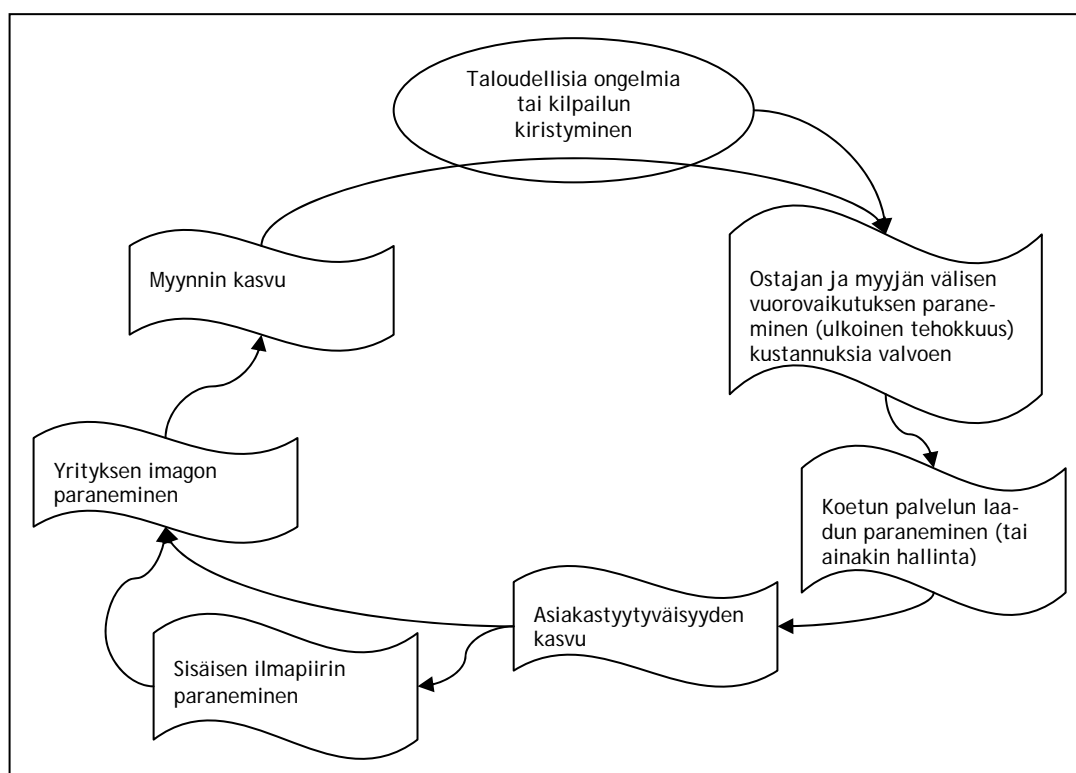 Taloudellisia ongelmia
tai kilpailun
kiristyminen
Ostajan ja myyjän välisen
vuorovaikutuksen parane-
minen (ulkoinen tehokkuus)
kustannuksia valvoen
Koetun palvelun laa-
dun paraneminen (tai
ainakin hallinta)
Asiakastyytyväisyyden
kasvu
Sisäisen ilmapiirin
paraneminen
Yrityksen imagon
paraneminen
Myynnin kasvu